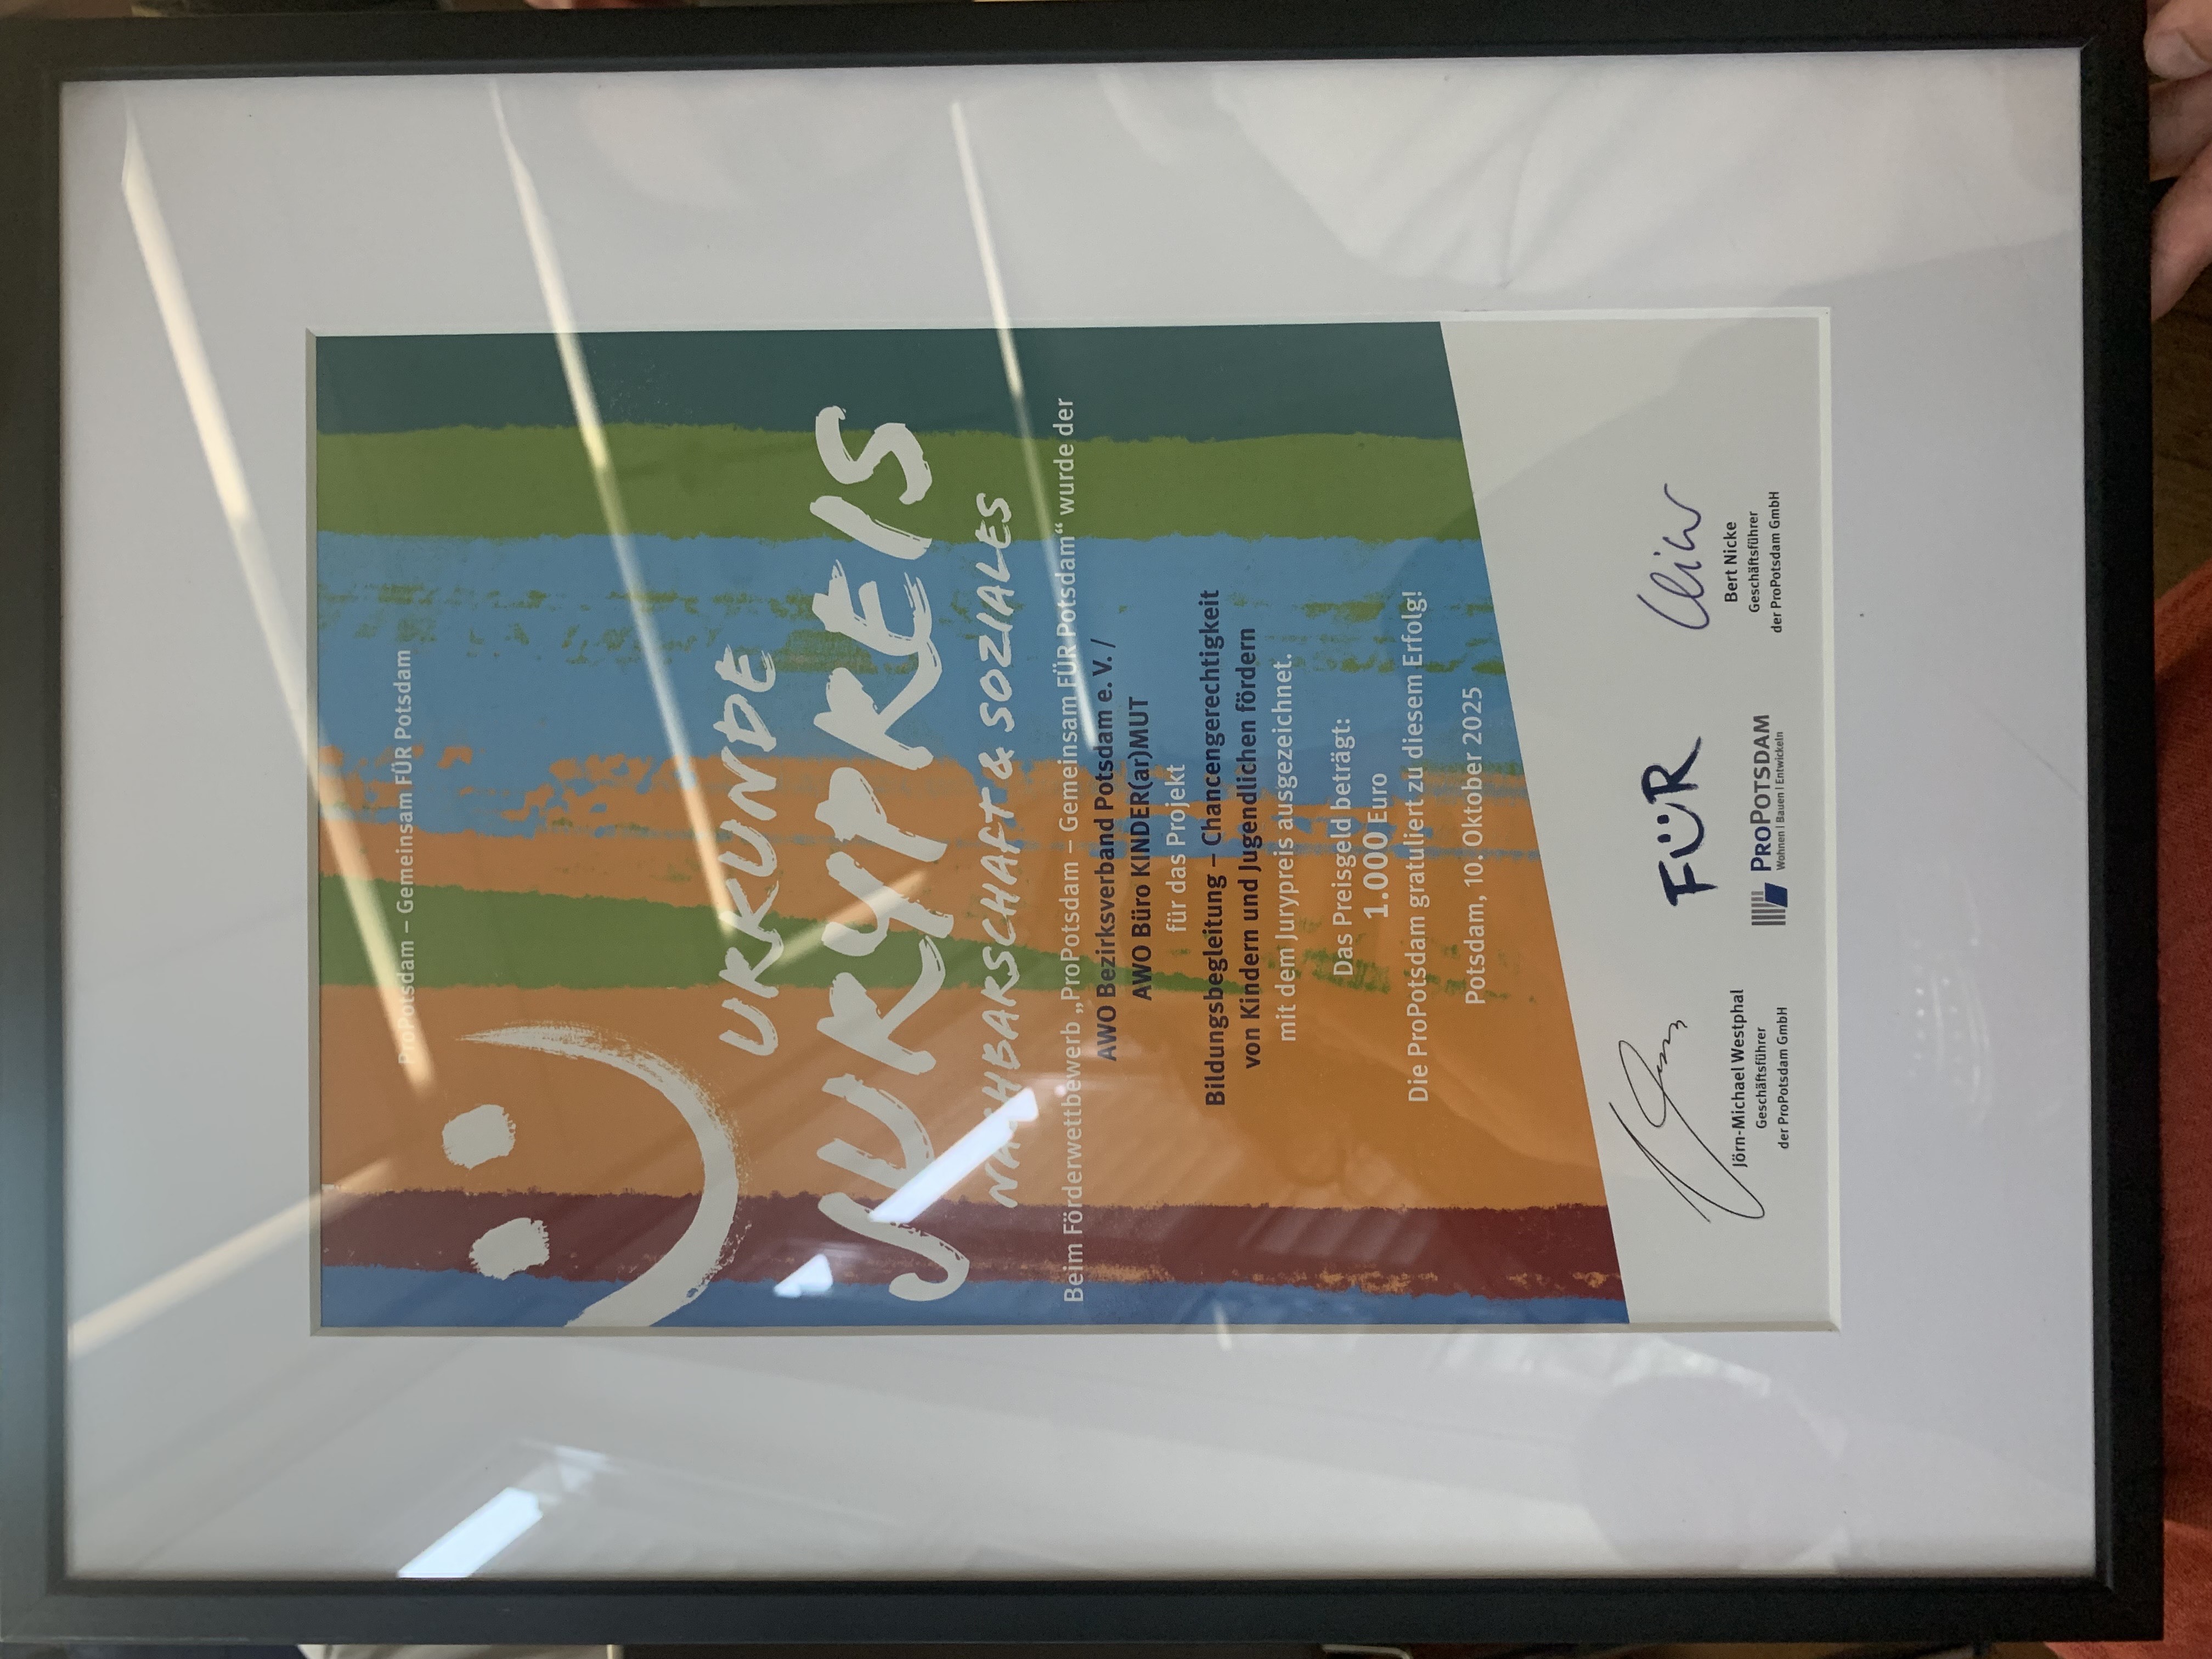 ProPotsdam – Gemeinsam FÜR Potsdam
URKUNDE
JURYPREIS
NACHBARSCHAFT & SOZIALES
Beim Förderwettbewerb „ProPotsdam – Gemeinsam FÜR Potsdam“ wurde der
AWO Bezirksverband Potsdam e. V. /
AWO Büro KINDER(ar)MUT
für das Projekt
Bildungsbegleitung – Chancengerechtigkeit
von Kindern und Jugendlichen fördern
mit dem Jurypreis ausgezeichnet.
Das Preisgeld beträgt:
1.000 Euro
Die ProPotsdam gratuliert zu diesem Erfolg!
Potsdam, 10. Oktober 2025
Jörn-Michael Westphal
Geschäftsführer
der ProPotsdam GmbH
FÜR
PROPOTSDAM
Wohnen | Bauen | Entwickeln
Bert Nicke
Geschäftsführer
der ProPotsdam GmbH